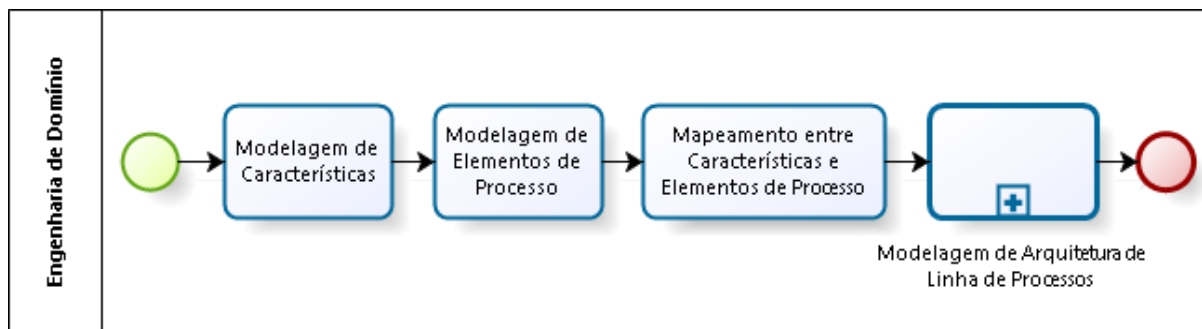 Engenharia de Domínio
Modelagem de
Características
Modelagem de
Elementos de
Processo
Mapeamento entre
Características e
Elementos de Processo
Modelagem de Arquitetura de
Linha de Processos